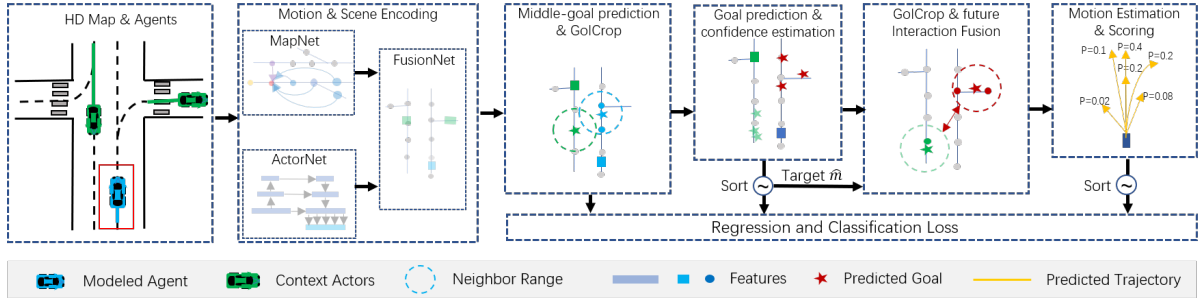 HD Map & Agents
Motion & Scene Encoding
MapNet
FusionNet
ActorNet
Middle-goal prediction
& GoICrop
Goal prediction &
confidence estimation
GoICrop & future
Interaction Fusion
Motion Estimation
& Scoring
P=0.1
P=0.4
P=0.2
P=0.2
P=0.02
P=0.08
Sort
~
Target m̂
Sort
~
Regression and Classification Loss
Modeled Agent
Context Actors
Neighbor Range
Features
Predicted Goal
Predicted Trajectory